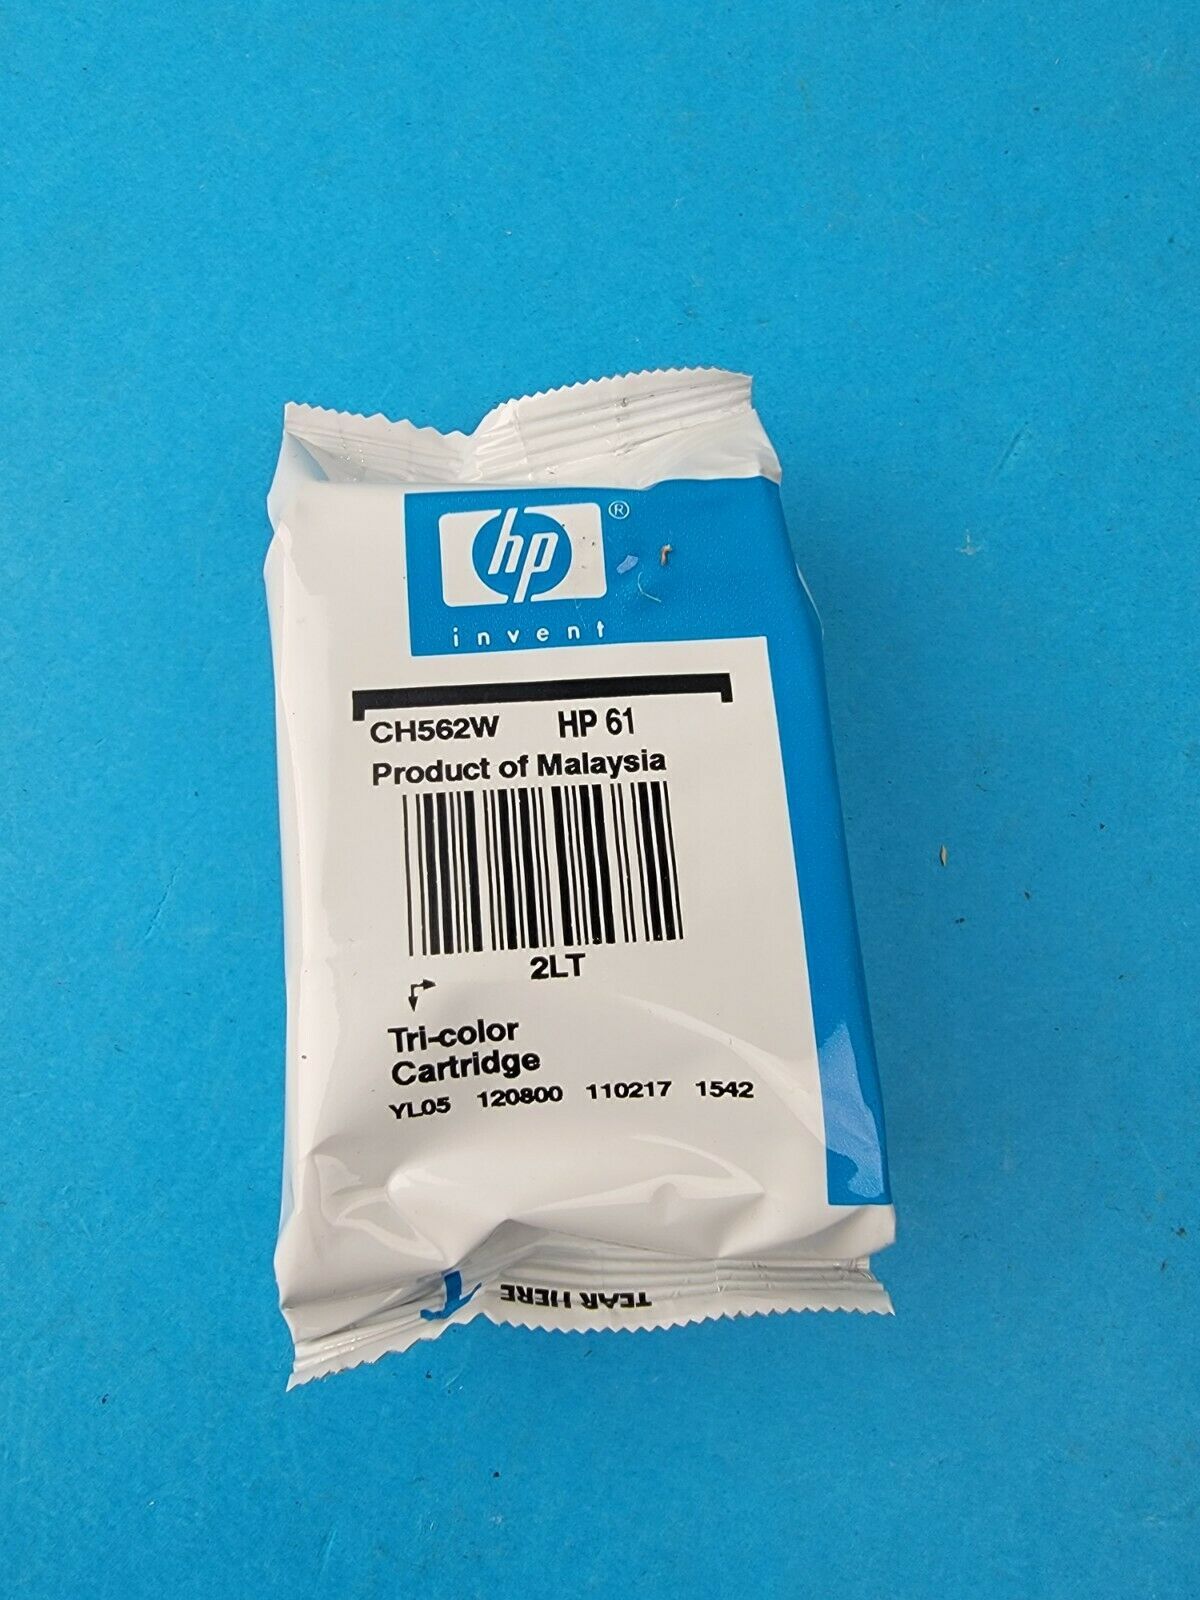 hp ®
invent
CH562W HP 61
Product of Malaysia
2LT
Tri-color
Cartridge
YL05 120800 110217 1542
TEAR HERE